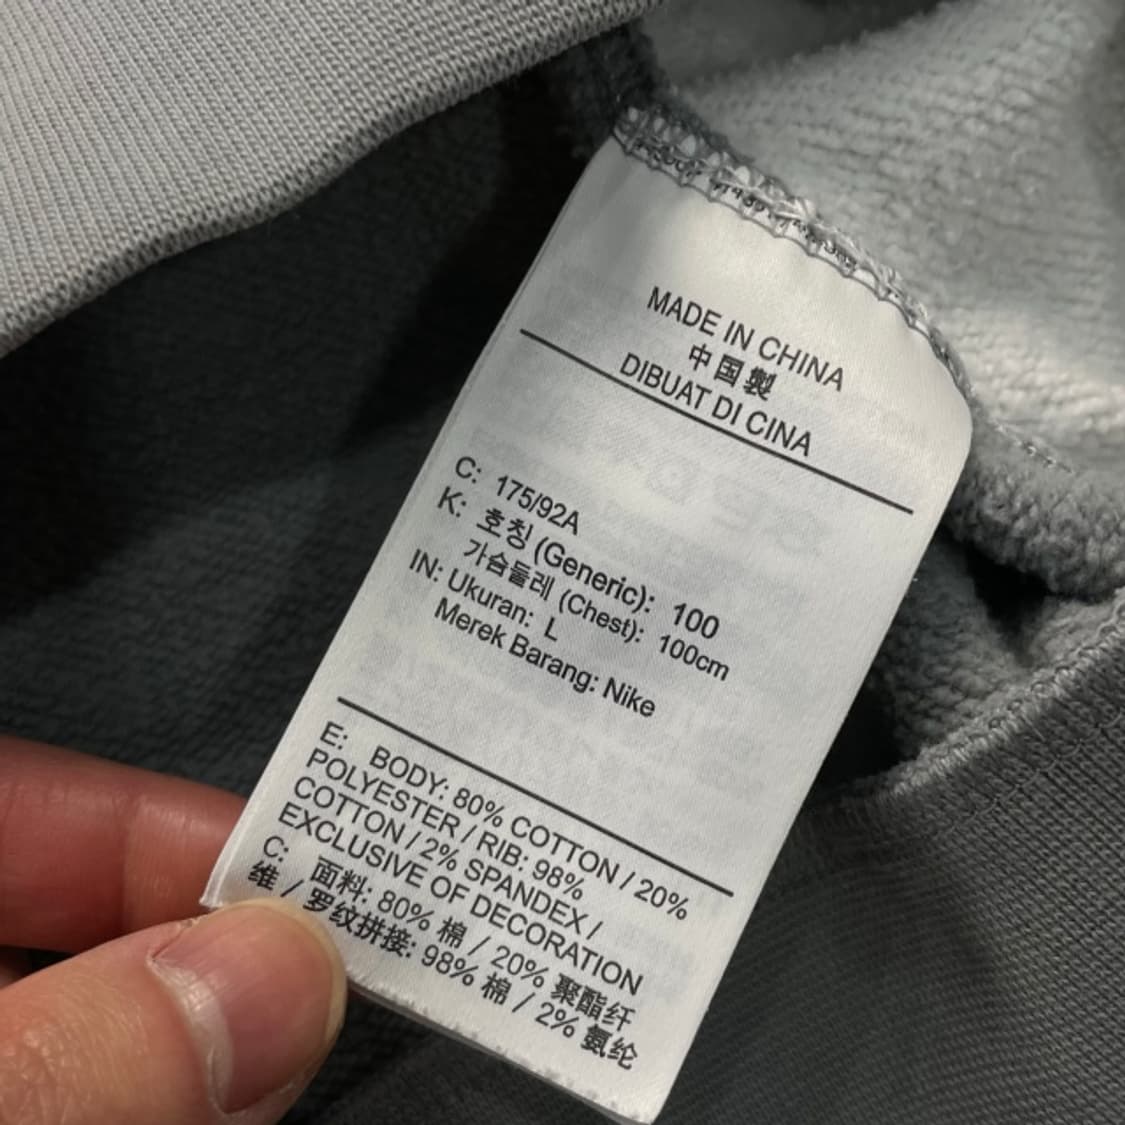 MADE IN CHINA
中国製
DIBUAT DI CINA
C: 175/92A
K: 호칭 (Generic): 100
가슴둘레 (Chest): 100cm
IN: Ukuran: L
Merek Barang: Nike
E: BODY: 80% COTTON / 20%
POLYESTER / RIB: 98%
COTTON / 2% SPANDEX /
EXCLUSIVE OF DECORATION
C: 面料: 80% 棉 / 20% 聚酯纤
维 / 罗纹拼接: 98% 棉 / 2% 氨纶